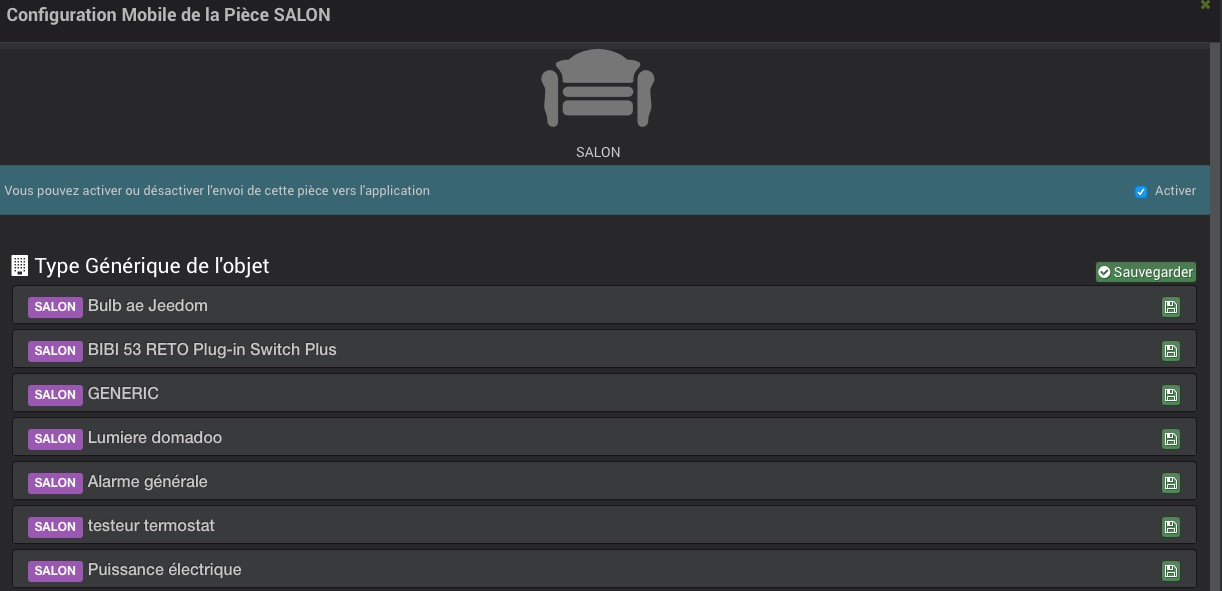 Configuration Mobile de la Pièce SALON
SALON
Vous pouvez activer ou désactiver l'envoi de cette pièce vers l'application
Activer
Type Générique de l'objet
Sauvegarder
SALON Bulb ae Jeedom
SALON BIBI 53 RETO Plug-in Switch Plus
SALON GENERIC
SALON Lumiere domadoo
SALON Alarme générale
SALON testeur termostat
SALON Puissance électrique